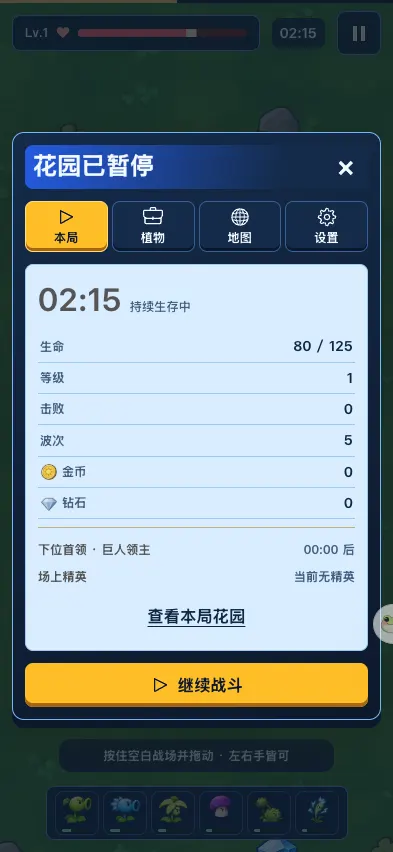 Lv.1
02:15
花园已暂停
本局
植物
地图
设置
02:15 持续生存中
生命 80 / 125
等级 1
击败 0
波次 5
金币 0
钻石 0
下位首领 · 巨人领主 00:00 后
场上精英 当前无精英
查看本局花园
继续战斗
按住空白战场并拖动 · 左右手皆可